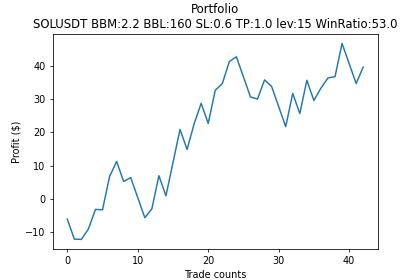 Portfolio
SOLUSDT BBM:2.2 BBL:160 SL:0.6 TP:1.0 lev:15 WinRatio:53.0
Profit ($)
40
30
20
10
0
−10
0
10
20
30
40
Trade counts